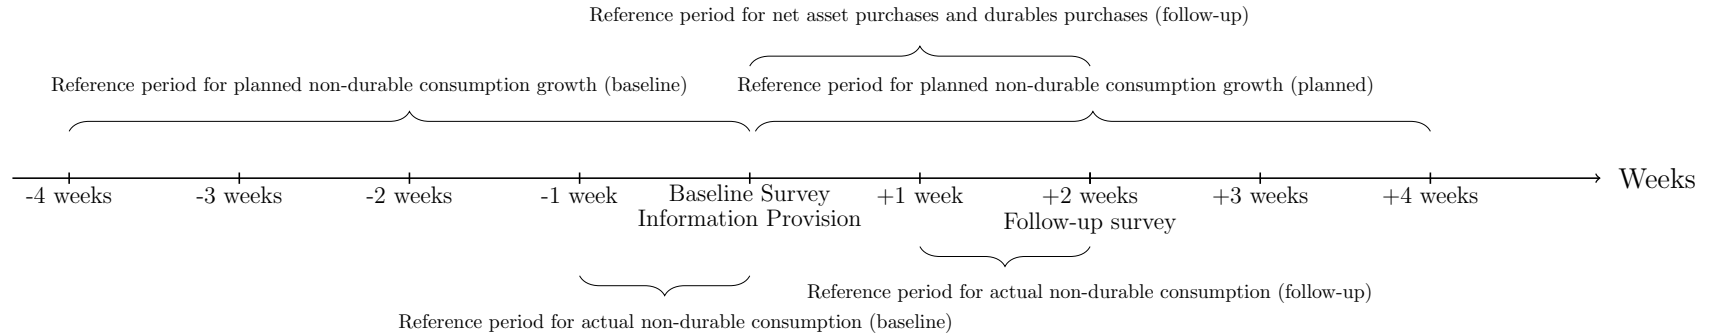 Reference period for net asset purchases and durables purchases (follow-up)
Reference period for planned non-durable consumption growth (baseline)
Reference period for planned non-durable consumption growth (planned)
-4 weeks
-3 weeks
-2 weeks
-1 week
Baseline Survey
Information Provision
+1 week
+2 weeks
Follow-up survey
+3 weeks
+4 weeks
Weeks
Reference period for actual non-durable consumption (follow-up)
Reference period for actual non-durable consumption (baseline)